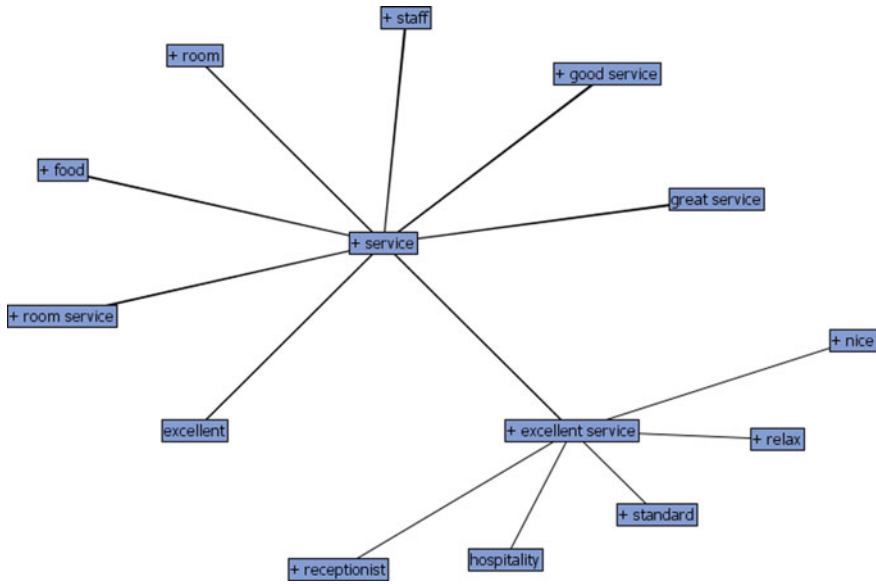 + staff
+ room
+ good service
+ food
great service
+ service
+ room service
+ nice
excellent
+ excellent service
+ relax
+ standard
hospitality
+ receptionist